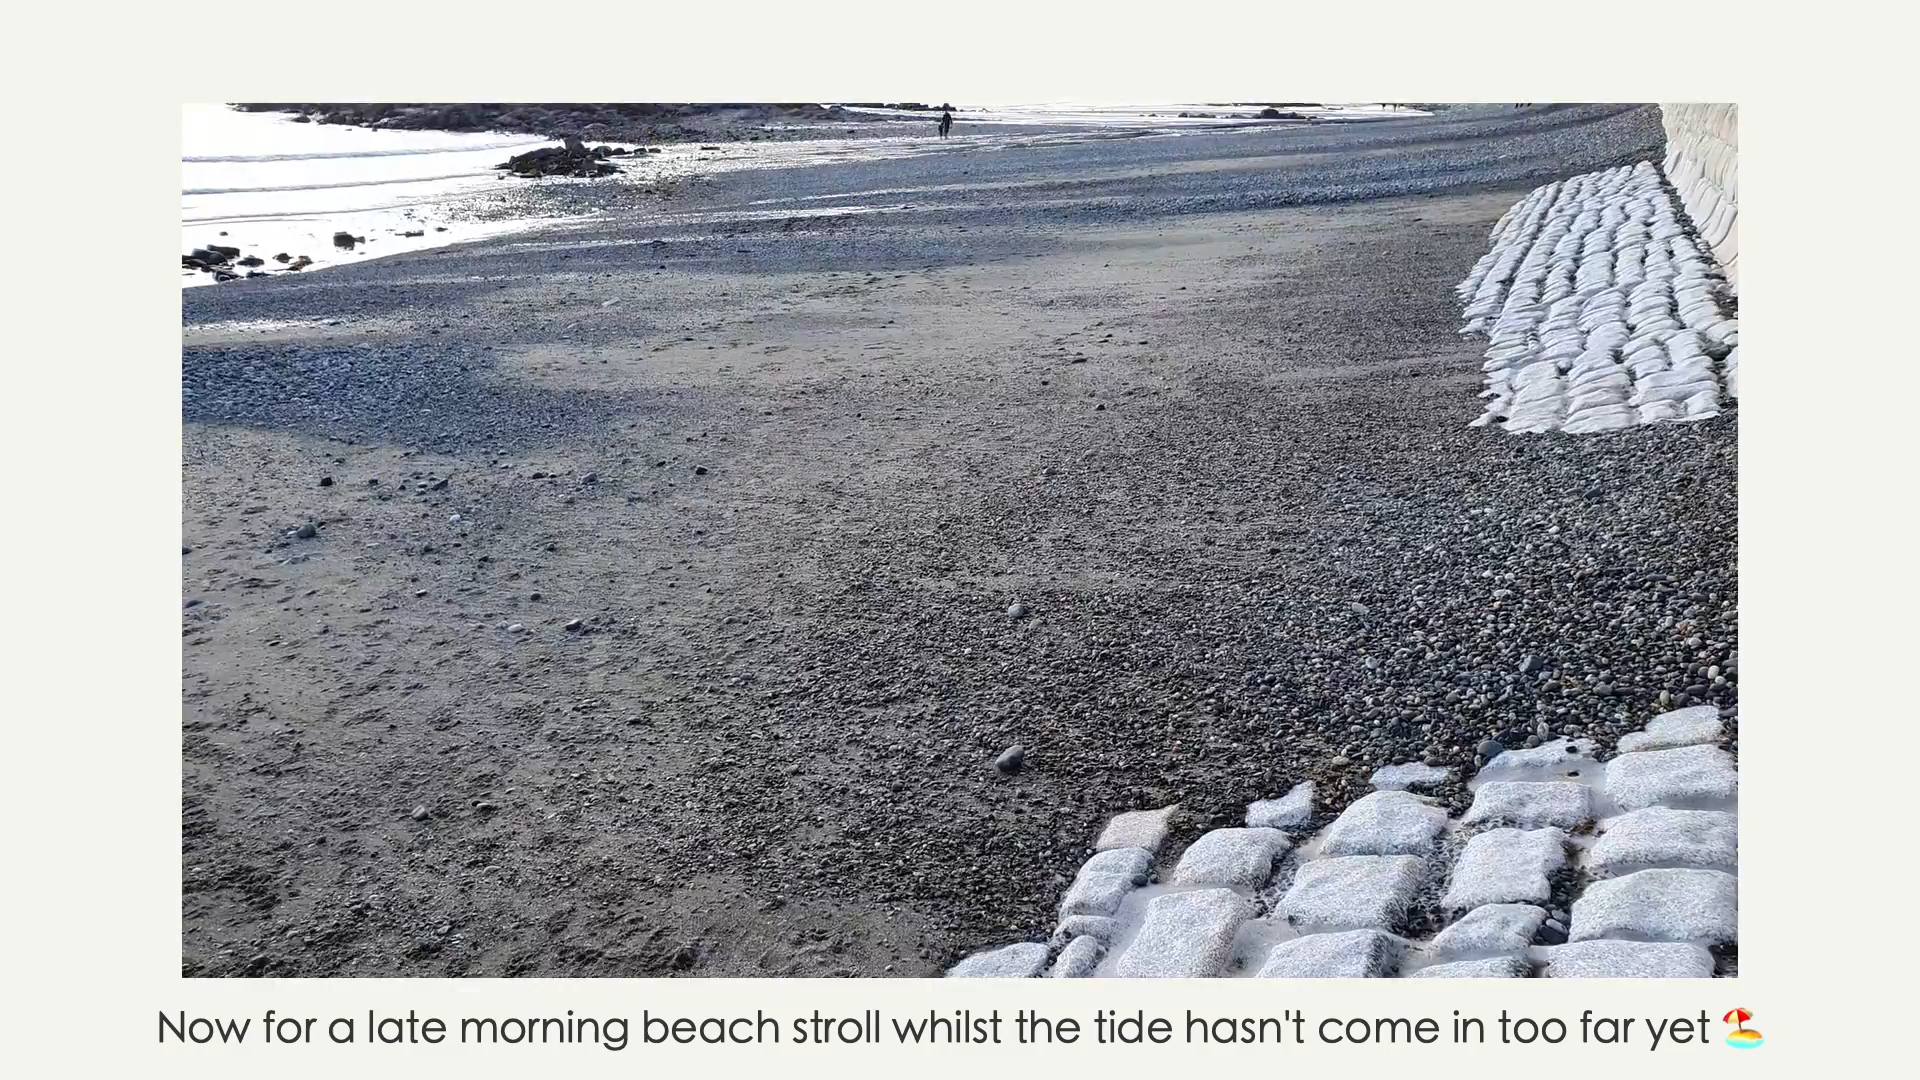 Now for a late morning beach stroll whilst the tide hasn't come in too far yet 🏖️